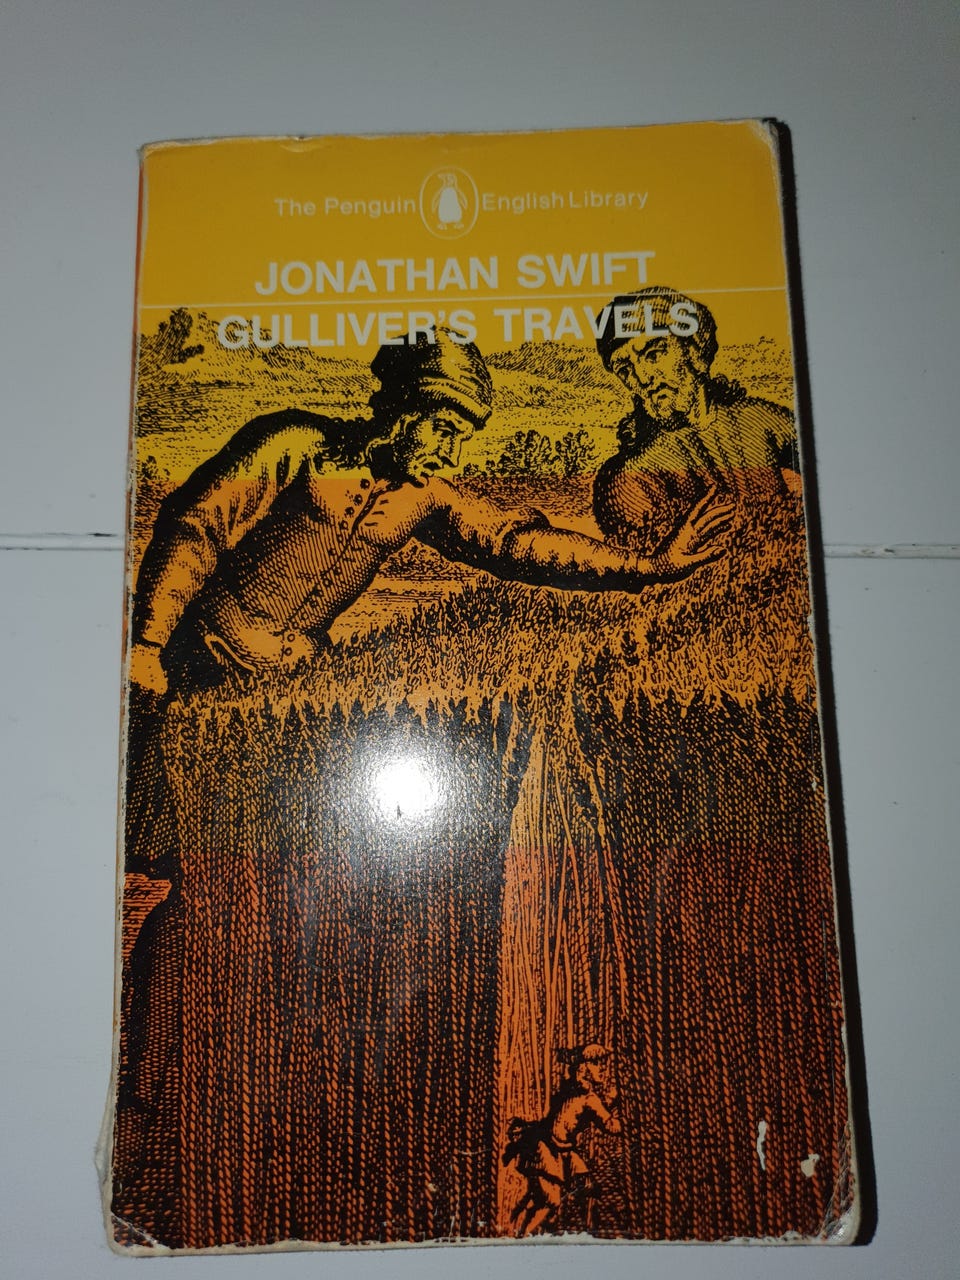 The Penguin English Library
JONATHAN SWIFT
GULLIVER'S TRAVELS